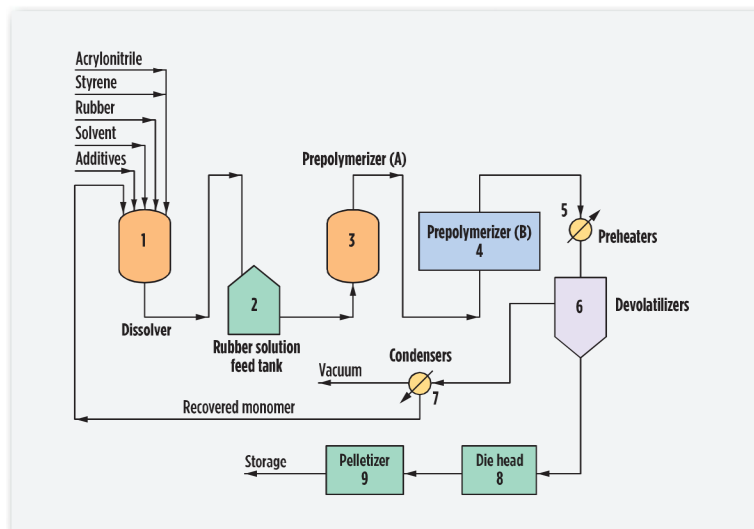 Acrylonitrile
Styrene
Rubber
Solvent
Additives
1
Dissolver
2
Rubber solution
feed tank
Prepolymerizer (A)
3
Prepolymerizer (B)
4
5
Preheaters
6
Devolatilizers
Condensers
7
Vacuum
Recovered monomer
Storage
Pelletizer
9
Die head
8